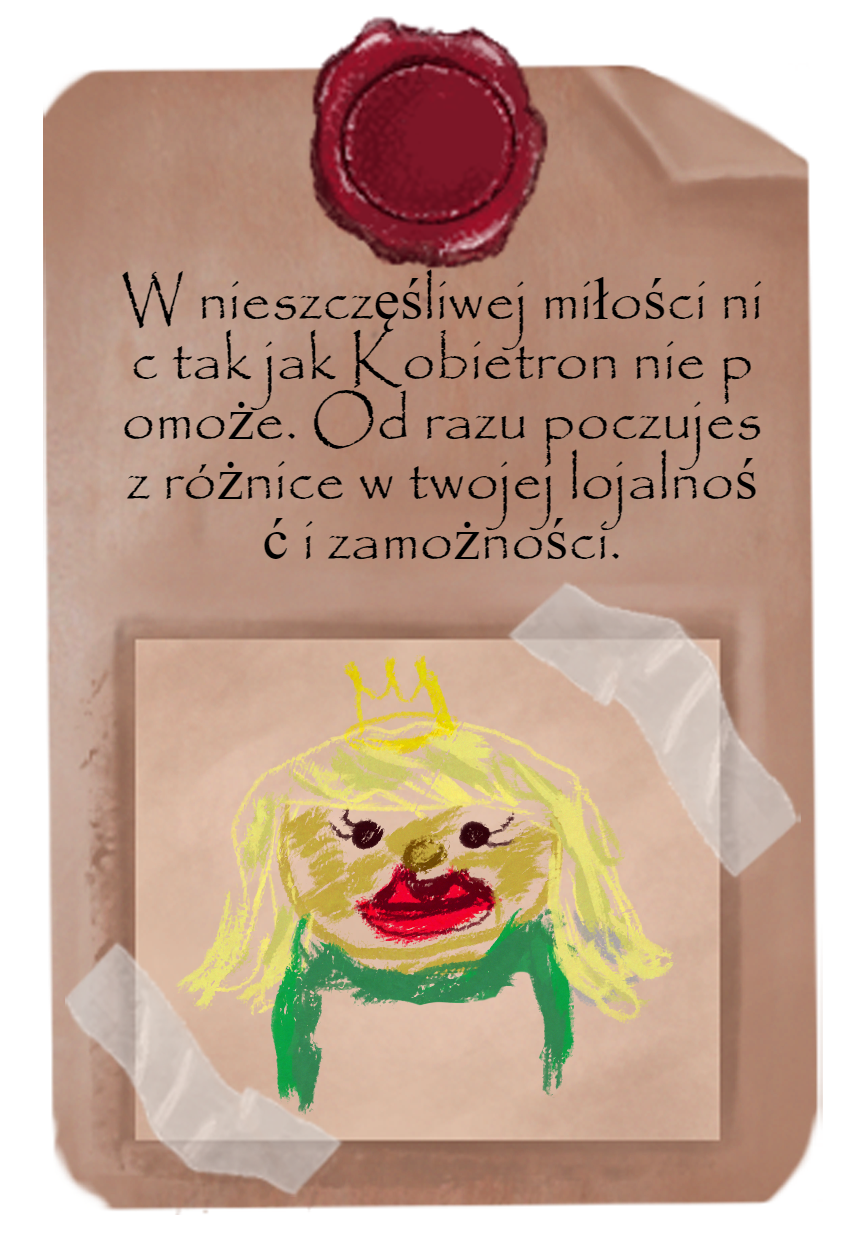 W nieszczęśliwej miłości ni
c tak jak Kobietron nie p
omoże. Od razu poczujes
z różnice w twojej lojalnoś
ć i zamożności.